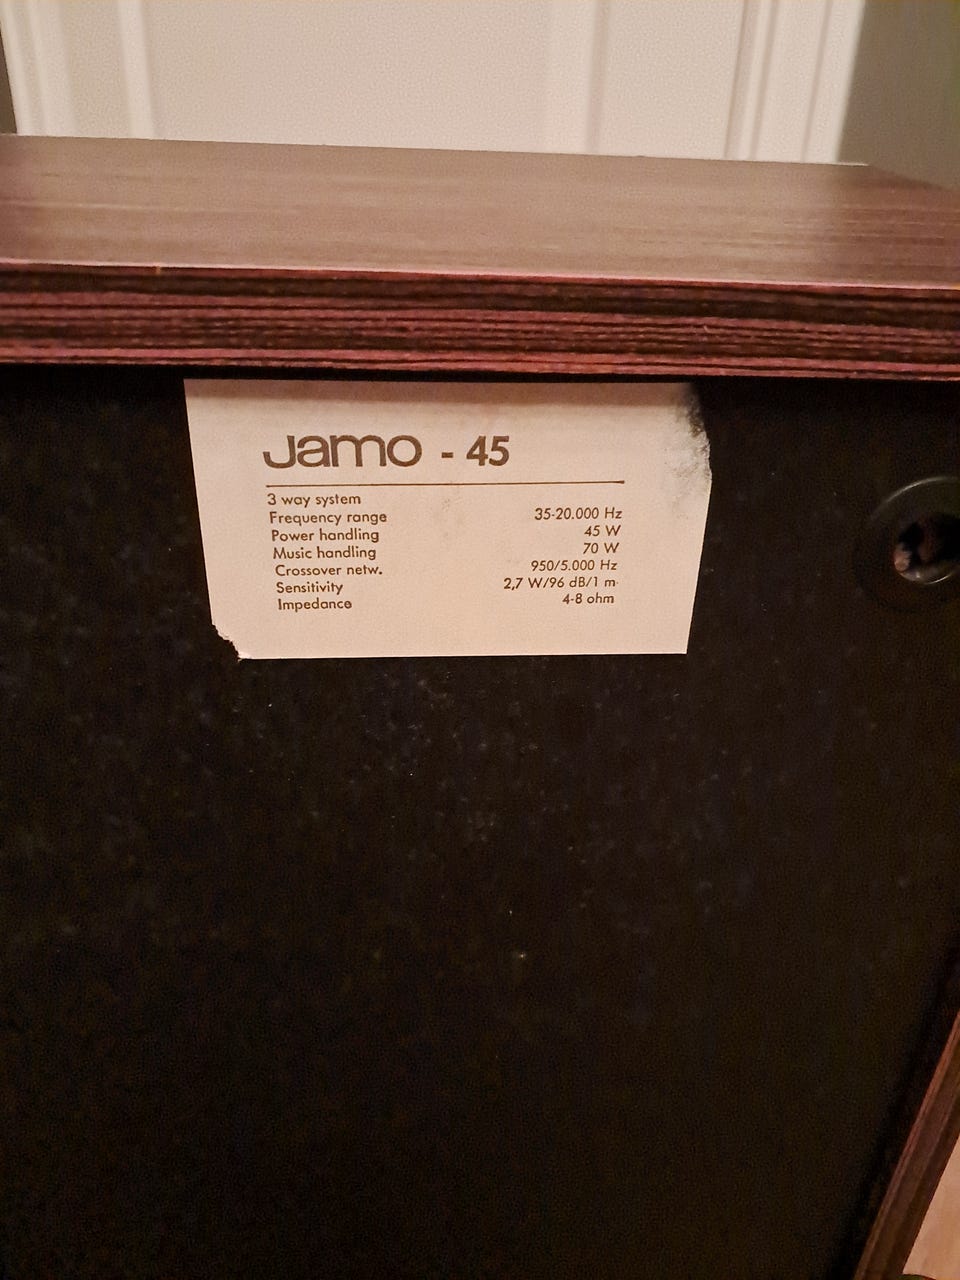 Jamo - 45
3 way system
Frequency range 35-20.000 Hz
Power handling 45 W
Music handling 70 W
Crossover netw. 950/5.000 Hz
Sensitivity 2,7 W/96 dB/1 m.
Impedance 4-8 ohm